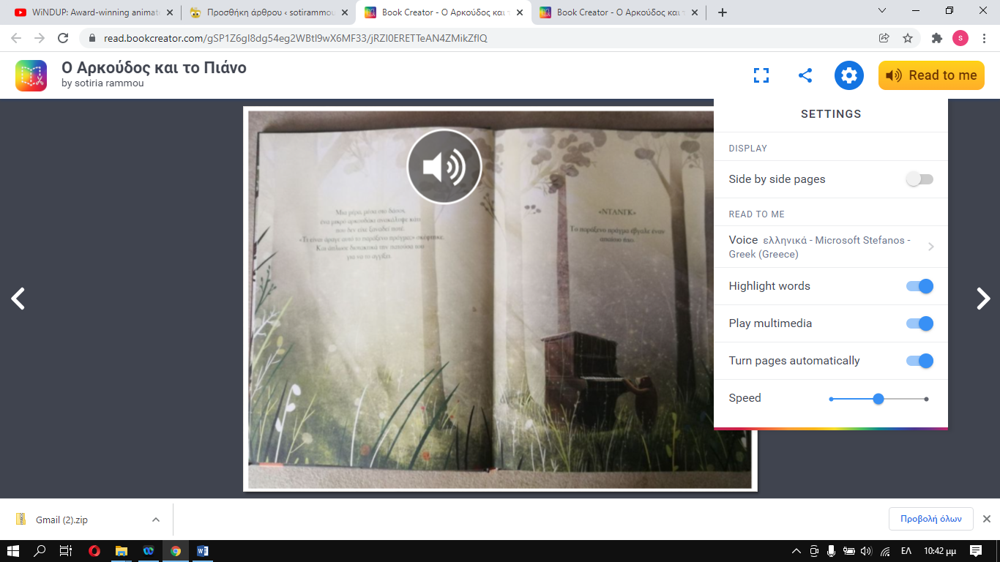 WiNDUP: Award-winning animat
Προσθήκη άρθρου ‹ sotirammou
Book Creator - Ο Αρκούδος και τ
Book Creator - Ο Αρκούδος και τ
read.bookcreator.com/gSP1Z6gI8dg54eg2WBtI9wX6MF33/jRZI0ERETTeAN4ZMikZfIQ
s
Ο Αρκούδος και το Πιάνο
by sotiria rammou
Read to me
SETTINGS
DISPLAY
Side by side pages
READ TO ME
Voice ελληνικά - Microsoft Stefanos -
Greek (Greece)
Highlight words
Play multimedia
Turn pages automatically
Speed
Μια μέρα, μέσα στο δάσος,
ένα μικρό αρκουδάκι ανακάλυψε κάτι
που δεν είχε ξαναδεί ποτέ.
«Τι είναι άραγε αυτό το παράξενο πράγμα;» σκέφτηκε.
Και άπλωσε διστακτικά την πατούσα του
για να το αγγίξει.
«ΝΤΑΝΓΚ»
Το παράξενο πράγμα έβγαλε έναν
απαίσιο ήχο.
Gmail (2).zip
Προβολή όλων
ΕΛ
10:42 μμ